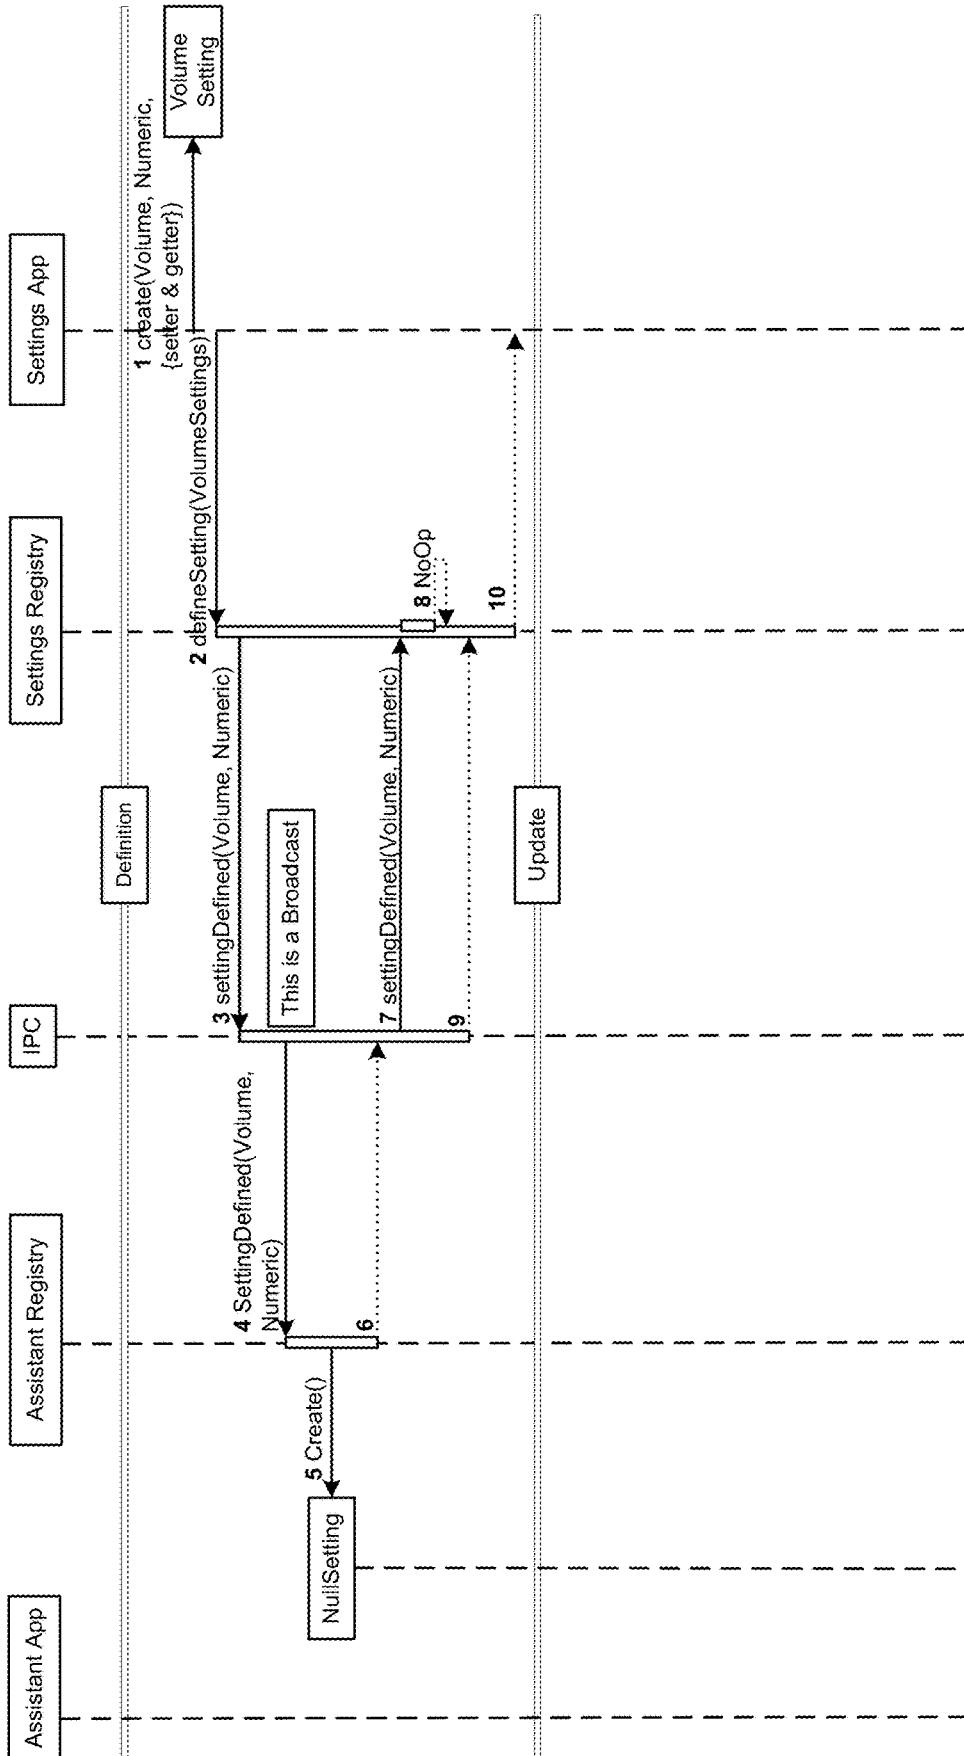 Assistant App
Assistant Registry
IPC
Settings Registry
Settings App
Definition
1 create(Volume, Numeric,
{setter & getter})
Volume
Setting
2 defineSetting(VolumeSettings)
3 settingDefined(Volume, Numeric)
This is a Broadcast
4 SettingDefined(Volume,
Numeric)
5 Create()
NullSetting
6
7 settingDefined(Volume, Numeric)
8 NoOp
9
10
Update